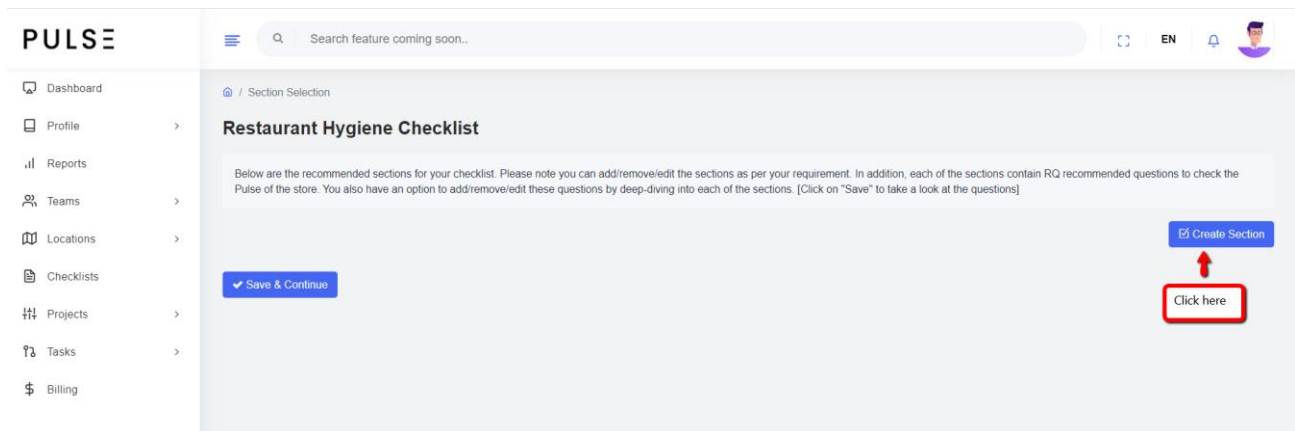 PULSE
Search feature coming soon..
EN
Dashboard
Profile
Reports
Teams
Locations
Checklists
Projects
Tasks
Billing
/ Section Selection
Restaurant Hygiene Checklist
Below are the recommended sections for your checklist. Please note you can add/remove/edit the sections as per your requirement. In addition, each of the sections contain RQ recommended questions to check the
Pulse of the store. You also have an option to add/remove/edit these questions by deep-diving into each of the sections. [Click on "Save" to take a look at the questions]
Create Section
Save & Continue
Click here